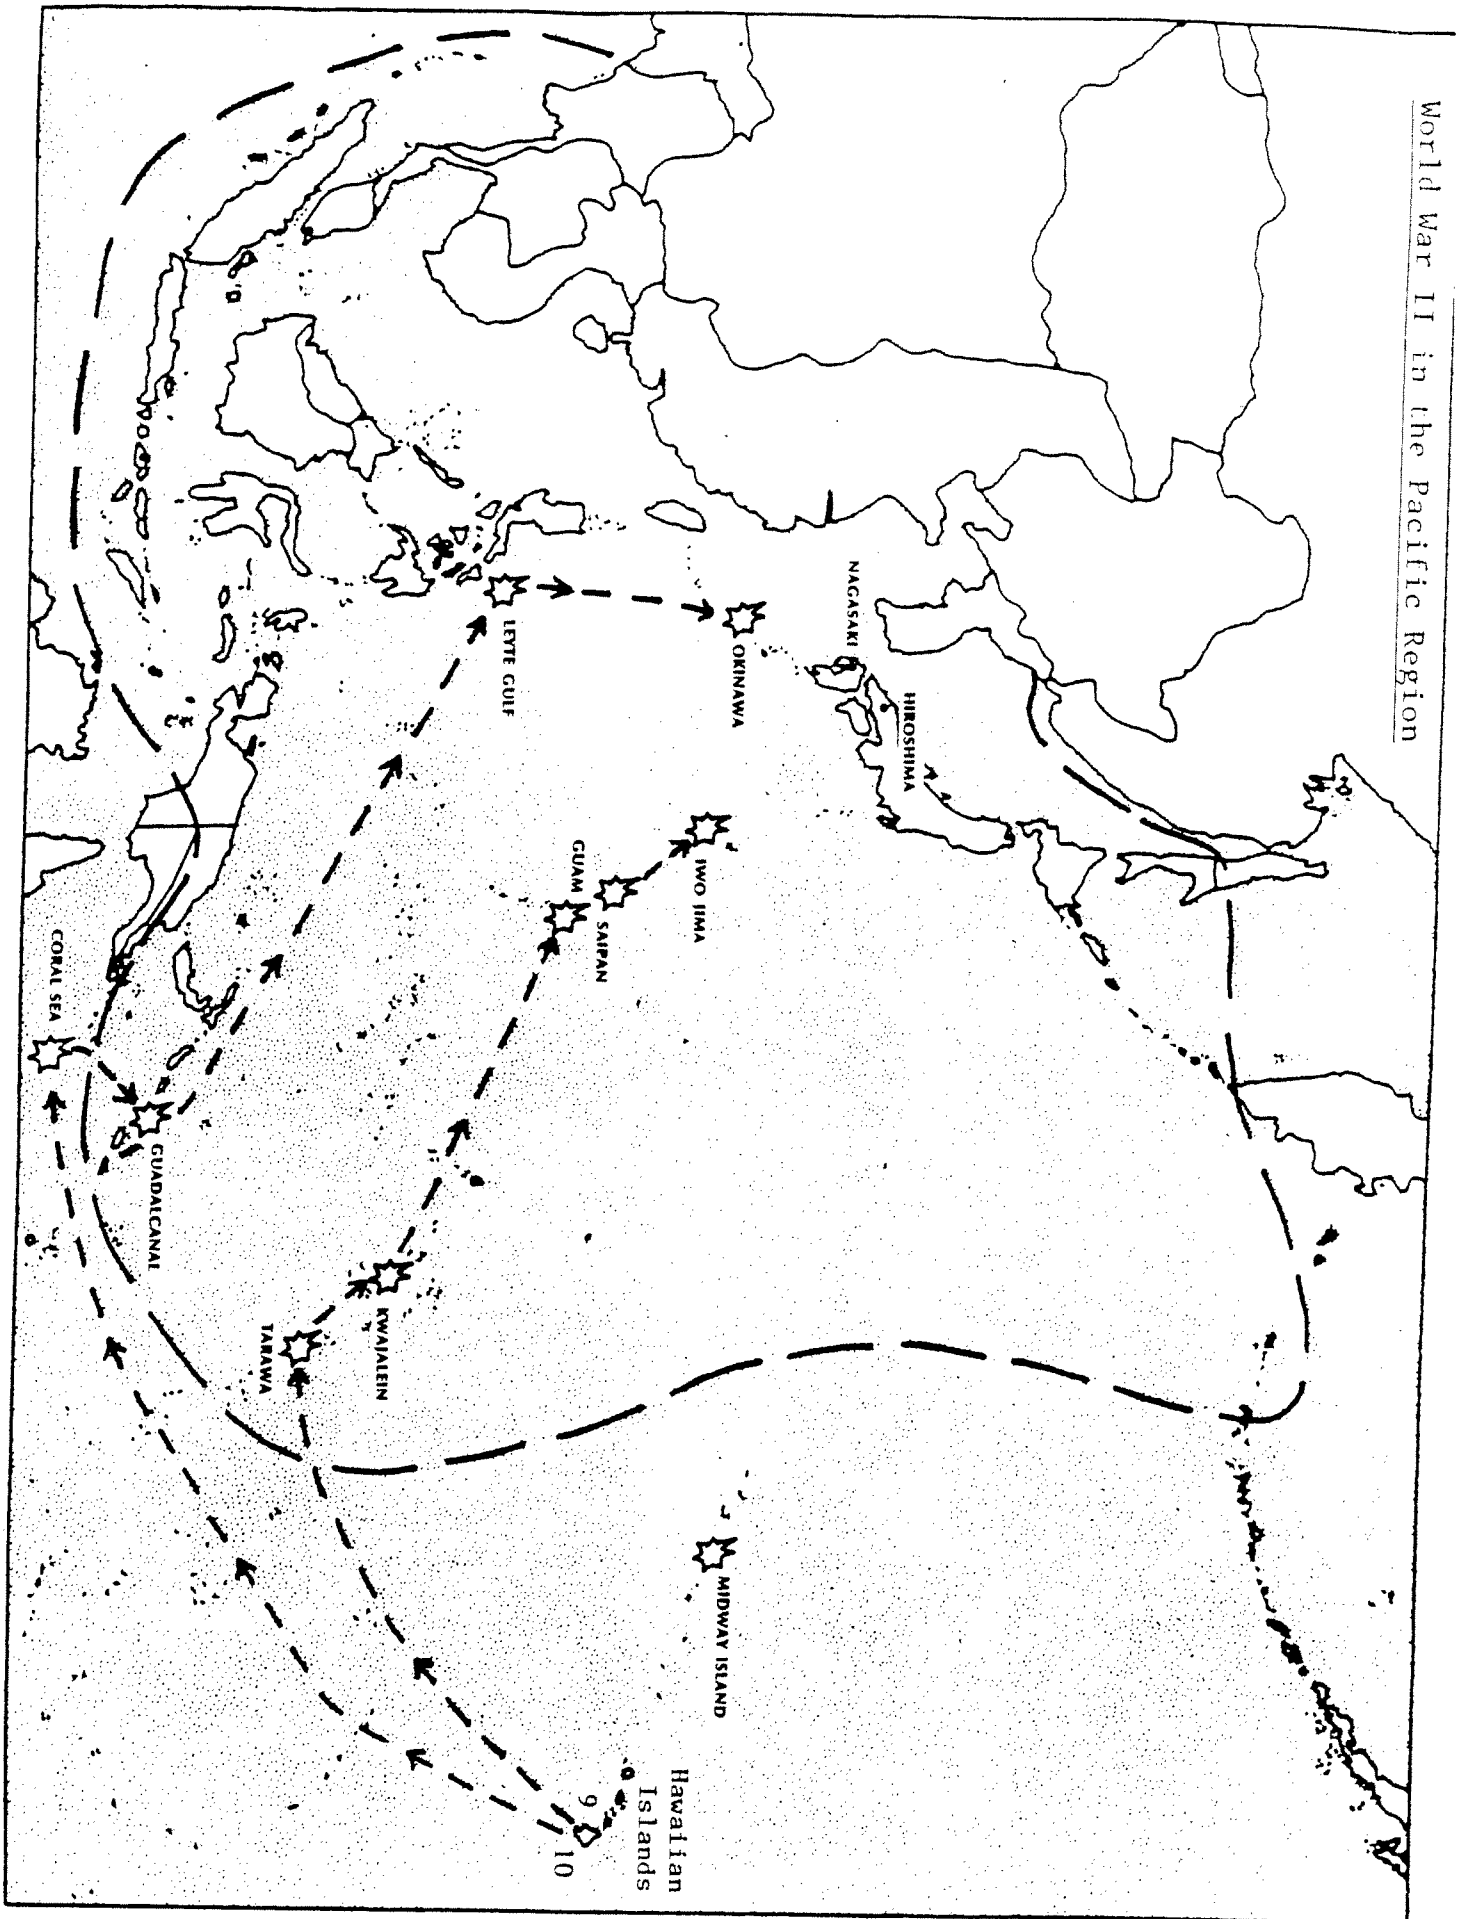 World War II in the Pacific Region
NAGASAKI
HIROSHIMA
OKINAWA
LEYTE GULF
IWO JIMA
SAIPAN
GUAM
MIDWAY ISLAND
KWAJALEIN
TARAWA
GUADALCANAL
CORAL SEA
Hawaiian
Islands
9
10